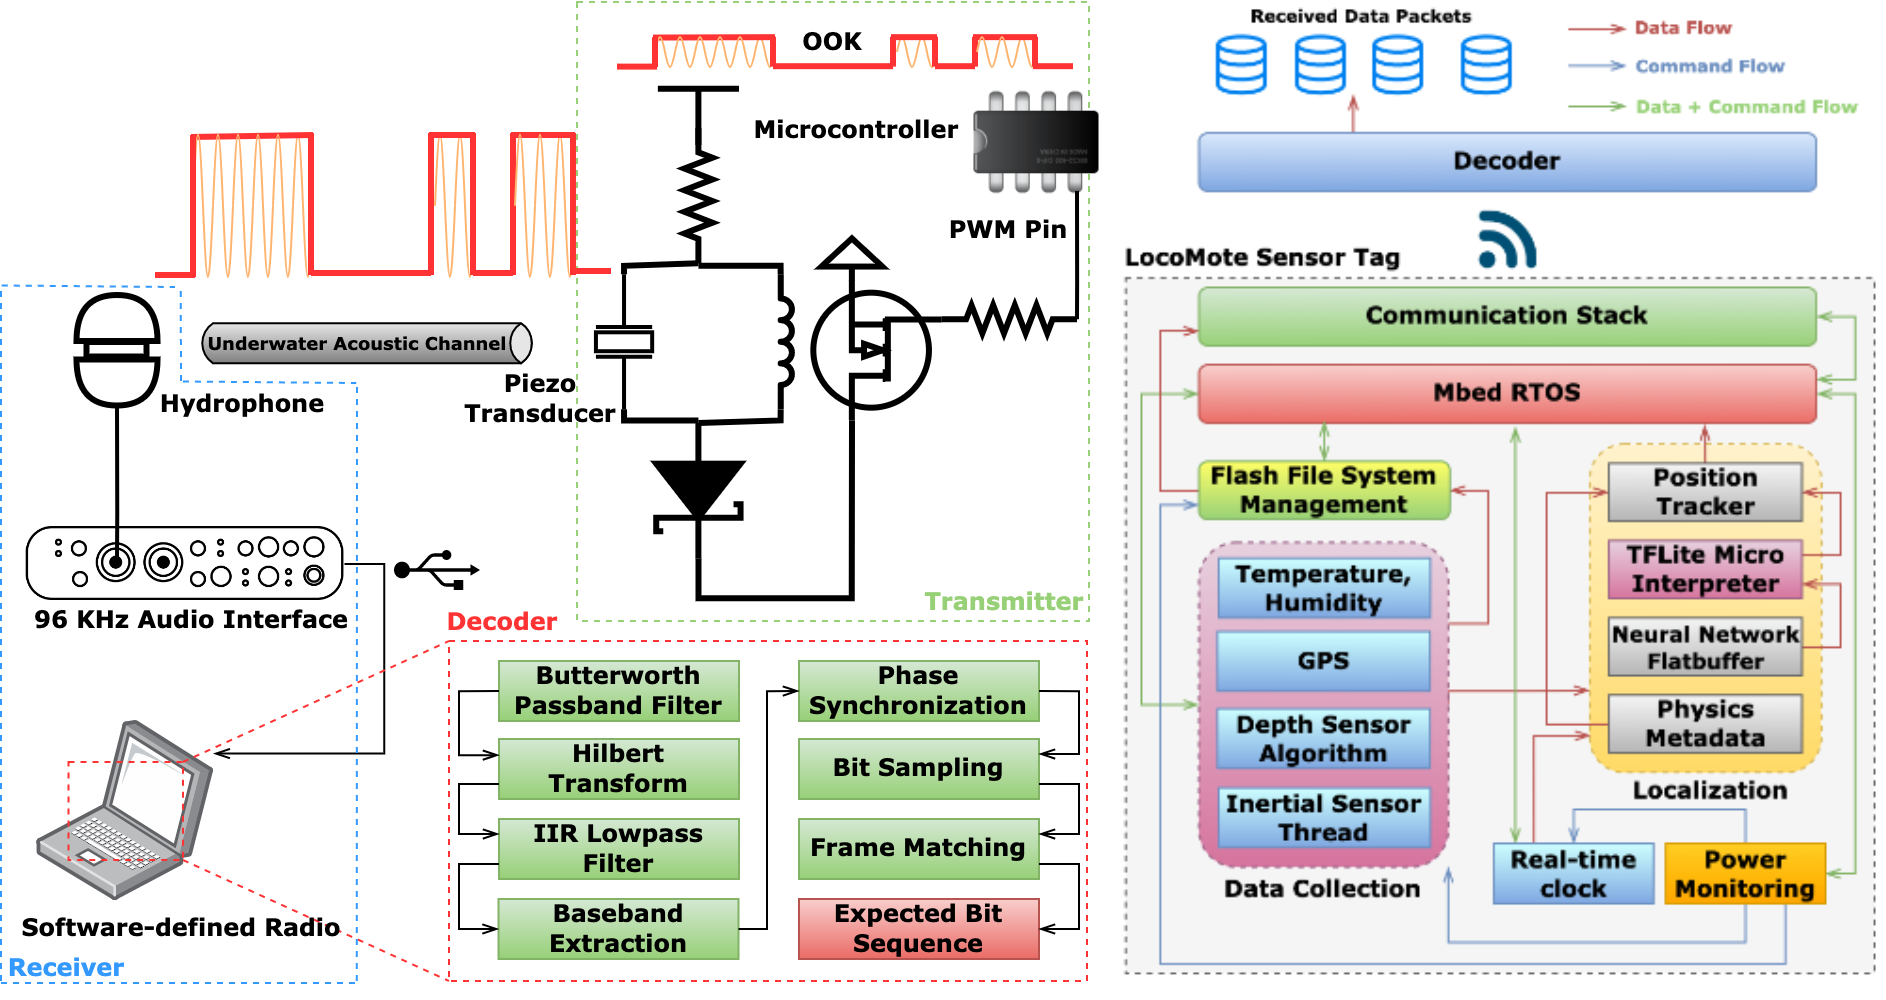 OOK
Microcontroller
PWM Pin
Underwater Acoustic Channel
Piezo
Transducer
Hydrophone
96 KHz Audio Interface
Transmitter
Decoder
Butterworth
Passband Filter
Hilbert
Transform
IIR Lowpass
Filter
Baseband
Extraction
Phase
Synchronization
Bit Sampling
Frame Matching
Expected Bit
Sequence
Software-defined Radio
Receiver
Received Data Packets
Data Flow
Command Flow
Data + Command Flow
Decoder
LocoMote Sensor Tag
Communication Stack
Mbed RTOS
Flash File System
Management
Temperature,
Humidity
GPS
Depth Sensor
Algorithm
Inertial Sensor
Thread
Data Collection
Position
Tracker
TFLite Micro
Interpreter
Neural Network
Flatbuffer
Physics
Metadata
Localization
Real-time
clock
Power
Monitoring